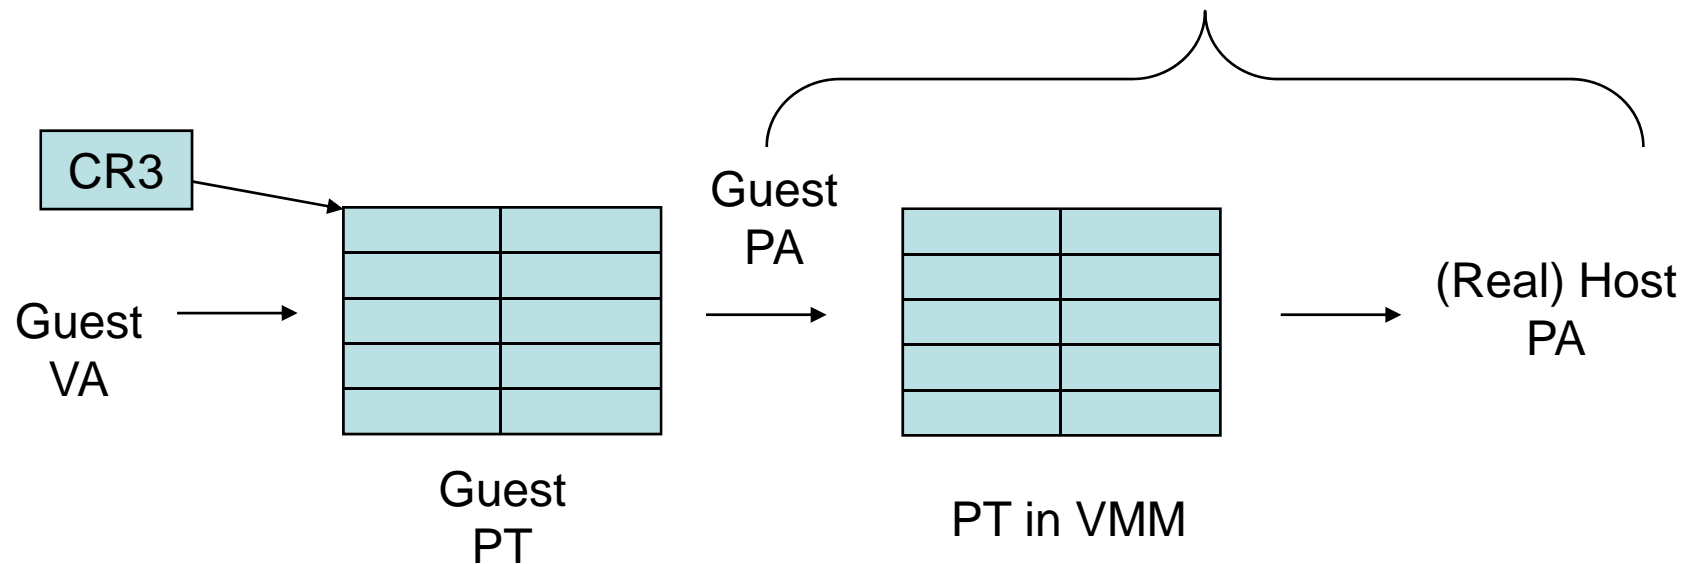 CR3
Guest
VA
Guest
PT
Guest
PA
PT in VMM
(Real) Host
PA